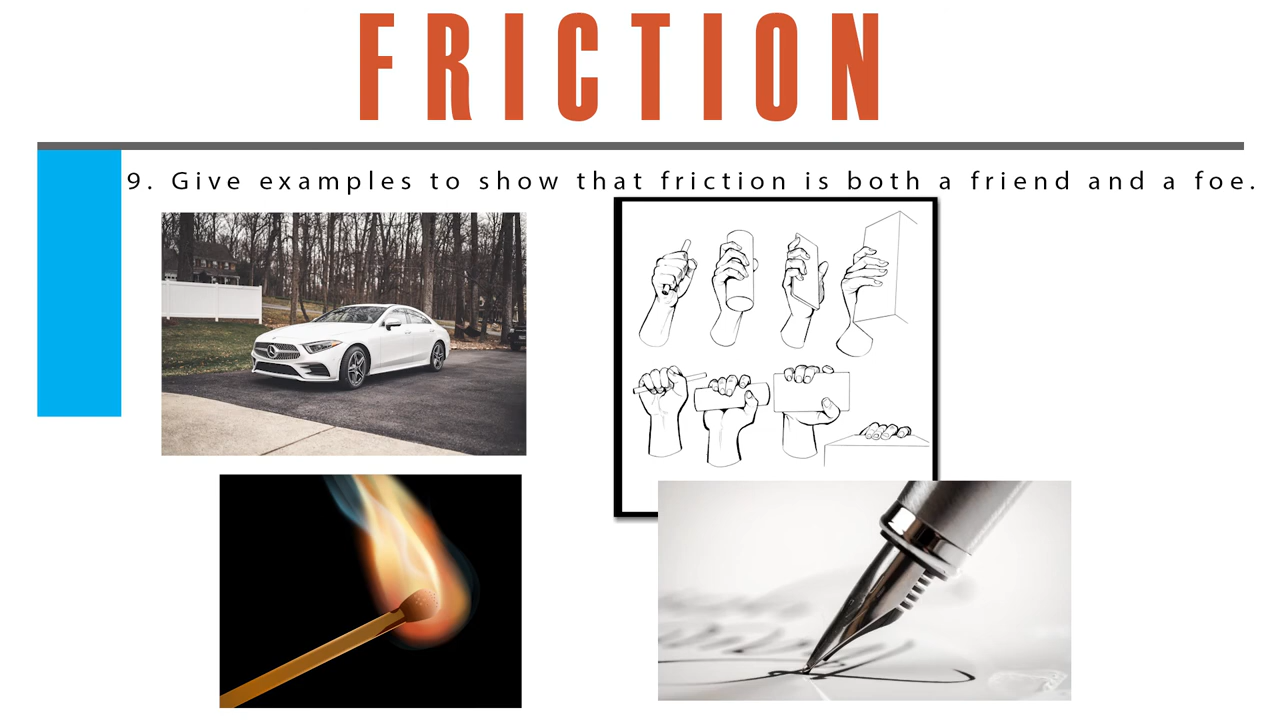 FRICTION
9. Give examples to show that friction is both a friend and a foe.